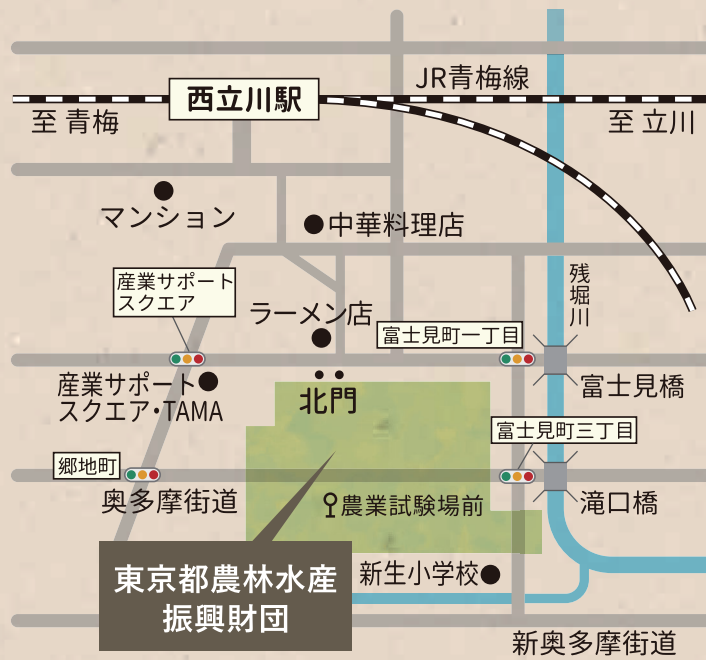 JR青梅線
西立川駅
至 青梅
至 立川
マンション
中華料理店
残堀川
産業サポート
スクエア
ラーメン店
富士見町一丁目
産業サポート
スクエア・TAMA
北門
富士見橋
富士見町三丁目
郷地町
奥多摩街道
農業試験場前
滝口橋
東京都農林水産
振興財団
新生小学校
新奥多摩街道